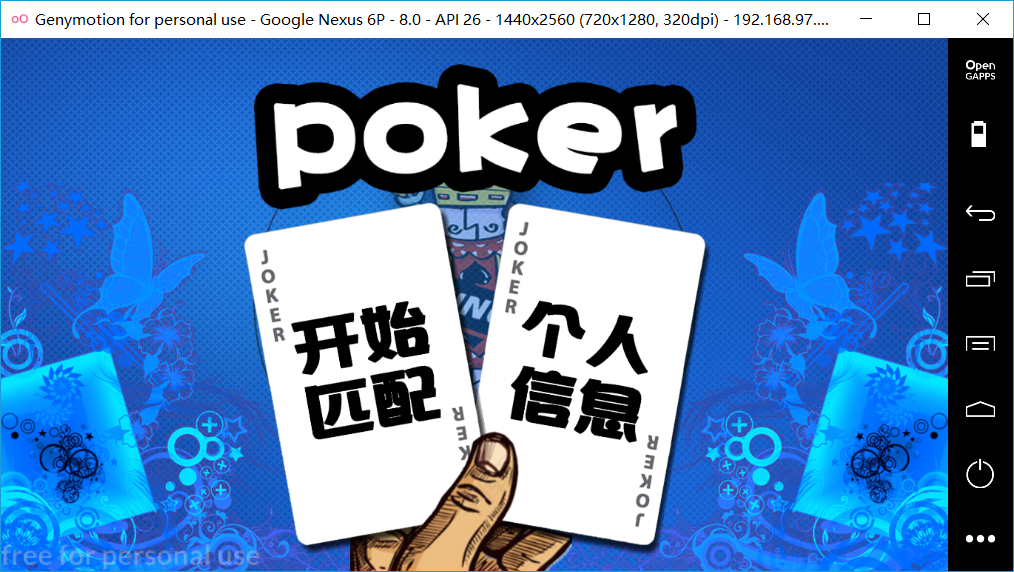 Genymotion for personal use - Google Nexus 6P - 8.0 - API 26 - 1440x2560 (720x1280, 320dpi) - 192.168.97....
Open
GAPPS
poker
JOKER
开始
匹配
KER
JOKER
个人
信息
JOKER
free for personal use